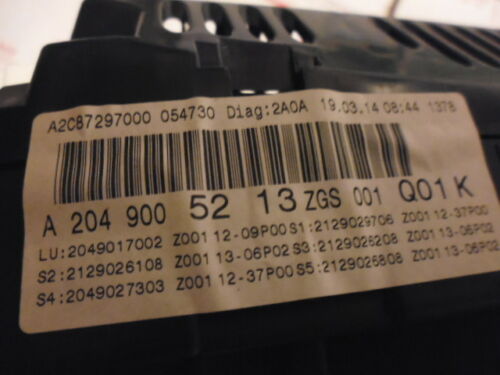 A2C87297000 054730 Diag:2A0A 19.03.14 08:44 1378
A 204 900 52 13 ZGS 001 Q01 K
LU:2049017002 Z001 12-09P00 S1:2129029706 Z001 12-37P00
S2:2129026108 Z001 13-06P02 S3:2129026208 Z001 13-06P02
S4:2049027303 Z001 12-37P00 S5:2129026808 Z001 13-06P02